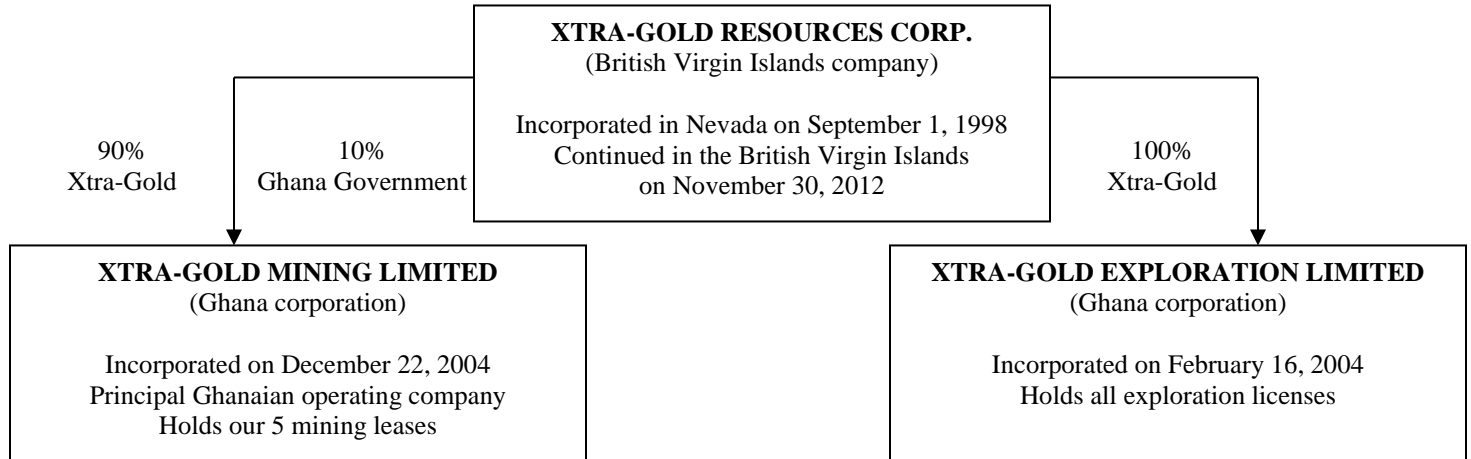 XTRA-GOLD RESOURCES CORP.
(British Virgin Islands company)
Incorporated in Nevada on September 1, 1998
Continued in the British Virgin Islands
on November 30, 2012
90%
Xtra-Gold
10%
Ghana Government
100%
Xtra-Gold
XTRA-GOLD MINING LIMITED
(Ghana corporation)
Incorporated on December 22, 2004
Principal Ghanaian operating company
Holds our 5 mining leases
XTRA-GOLD EXPLORATION LIMITED
(Ghana corporation)
Incorporated on February 16, 2004
Holds all exploration licenses